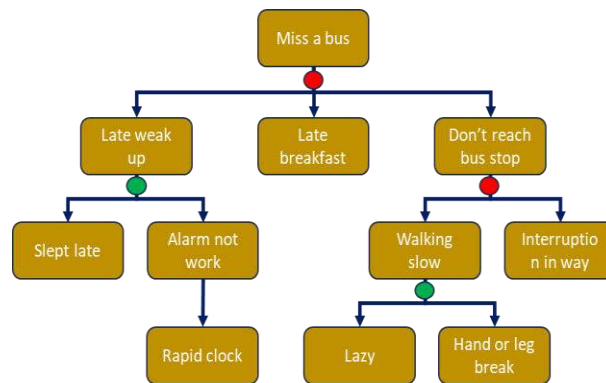 Miss a bus
Late weak
up
Late
breakfast
Don't reach
bus stop
Slept late
Alarm not
work
Walking
slow
Interruptio
n in way
Rapid clock
Lazy
Hand or leg
break